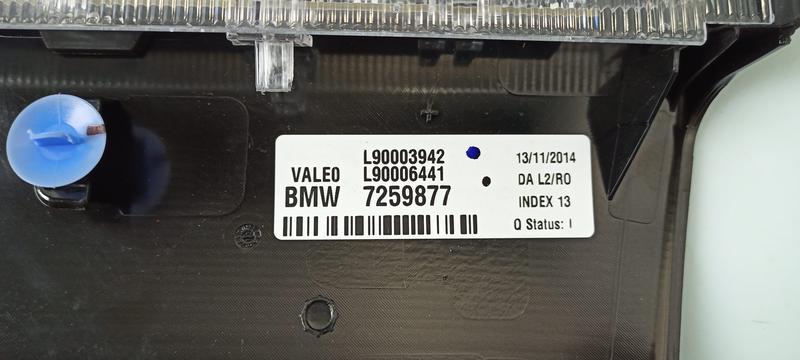 L90003942
VALEO L90006441
BMW 7259877
13/11/2014
DA L2/RO
INDEX 13
Q Status: I